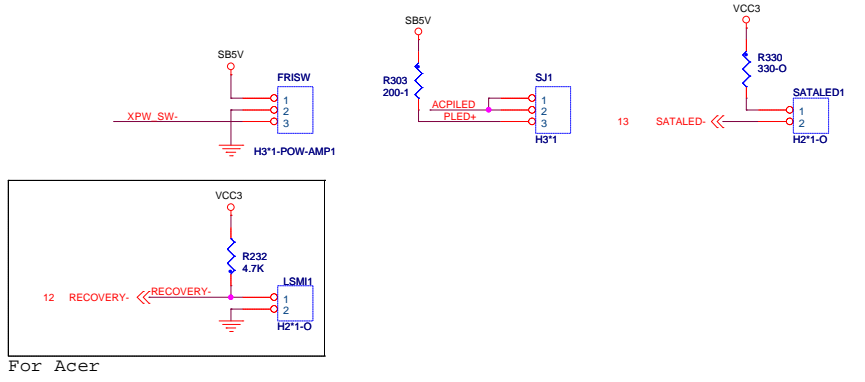 SB5V
FRISW
1
2
3
XPW_SW-
H3*1-POW-AMP1
SB5V
R303
200-1
SJ1
ACPILED
PLED+
1
2
3
H3*1
VCC3
R330
330-O
SATALED1
13 SATALED-
1
2
H2*1-O
VCC3
R232
4.7K
LSMI1
12 RECOVERY- RECOVERY-
1
2
H2*1-O
For Acer